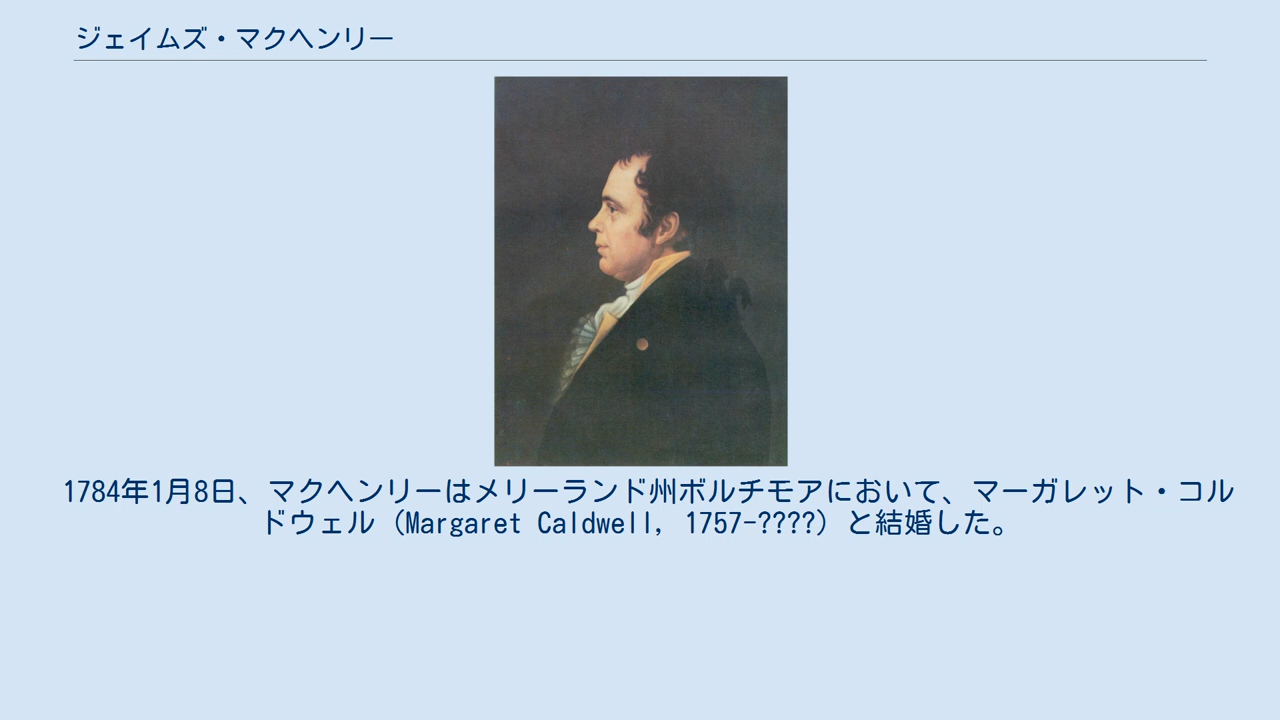 ジェイムズ・マクヘンリー
1784年1月8日、マクヘンリーはメリーランド州ボルチモアにおいて、マーガレット・コル
ドウェル（Margaret Caldwell, 1757-????）と結婚した。